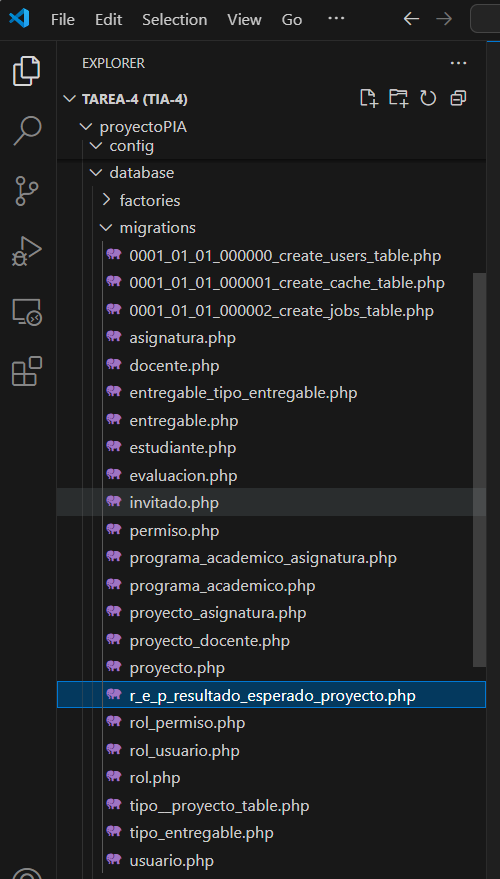 File Edit Selection View Go ···
EXPLORER ···
TAREA-4 (TIA-4)
proyectoPIA
config
database
factories
migrations
0001_01_01_000000_create_users_table.php
0001_01_01_000001_create_cache_table.php
0001_01_01_000002_create_jobs_table.php
asignatura.php
docente.php
entregable_tipo_entregable.php
entregable.php
estudiante.php
evaluacion.php
invitado.php
permiso.php
programa_academico_asignatura.php
programa_academico.php
proyecto_asignatura.php
proyecto_docente.php
proyecto.php
r_e_p_resultado_esperado_proyecto.php
rol_permiso.php
rol_usuario.php
rol.php
tipo__proyecto_table.php
tipo_entregable.php
usuario.php